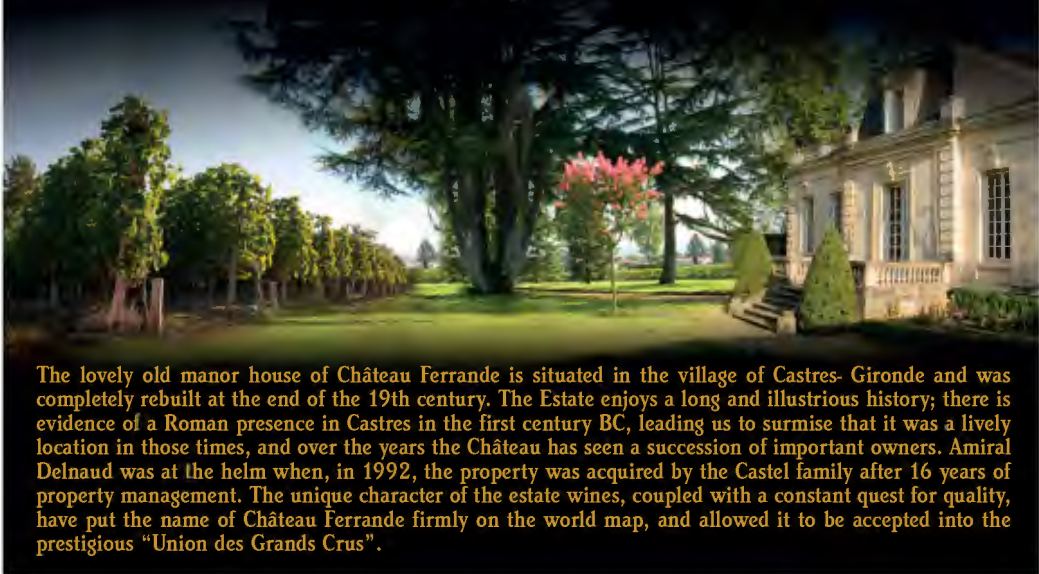 The lovely old manor house of Château Ferrande is situated in the village of Castres- Gironde and was
completely rebuilt at the end of the 19th century. The Estate enjoys a long and illustrious history; there is
evidence of a Roman presence in Castres in the first century BC, leading us to surmise that it was a lively
location in those times, and over the years the Château has seen a succession of important owners. Amiral
Delnaud was at the helm when, in 1992, the property was acquired by the Castel family after 16 years of
property management. The unique character of the estate wines, coupled with a constant quest for quality,
have put the name of Château Ferrande firmly on the world map, and allowed it to be accepted into the
prestigious “Union des Grands Crus”.